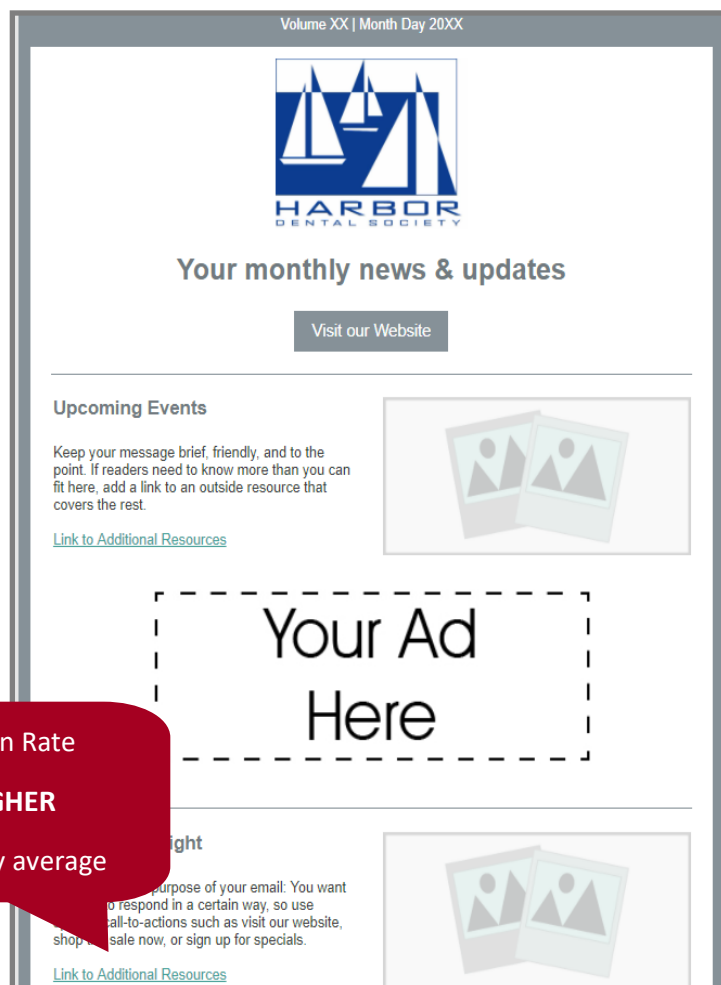 Volume XX | Month Day 20XX
HARBOR
DENTAL SOCIETY
Your monthly news & updates
Visit our Website
Upcoming Events
Keep your message brief, friendly, and to the
point. If readers need to know more than you can
fit here, add a link to an outside resource that
covers the rest.
Link to Additional Resources
Your Ad
Here
n Rate
GHER
y average
ight
purpose of your email: You want
o respond in a certain way, so use
call-to-actions such as visit our website,
shop sale now, or sign up for specials.
Link to Additional Resources